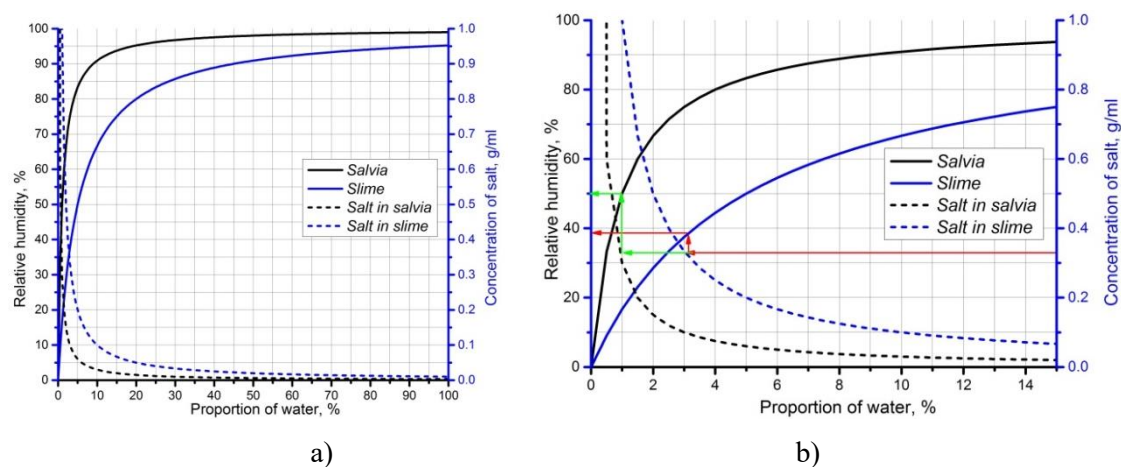 100
90
80
70
60
50
40
30
20
10
0
Relative humidity, %
1.0
0.9
0.8
0.7
0.6
0.5
0.4
0.3
0.2
0.1
0.0
Concentration of salt, g/ml
Salvia
Slime
Salt in salvia
Salt in slime
0 10 20 30 40 50 60 70 80 90 100
Proportion of water, %
a)
100
80
60
40
20
0
Relative humidity, %
1.0
0.8
0.6
0.4
0.2
0.0
Concentration of salt, g/ml
Salvia
Slime
Salt in salvia
Salt in slime
0 2 4 6 8 10 12 14
Proportion of water, %
b)